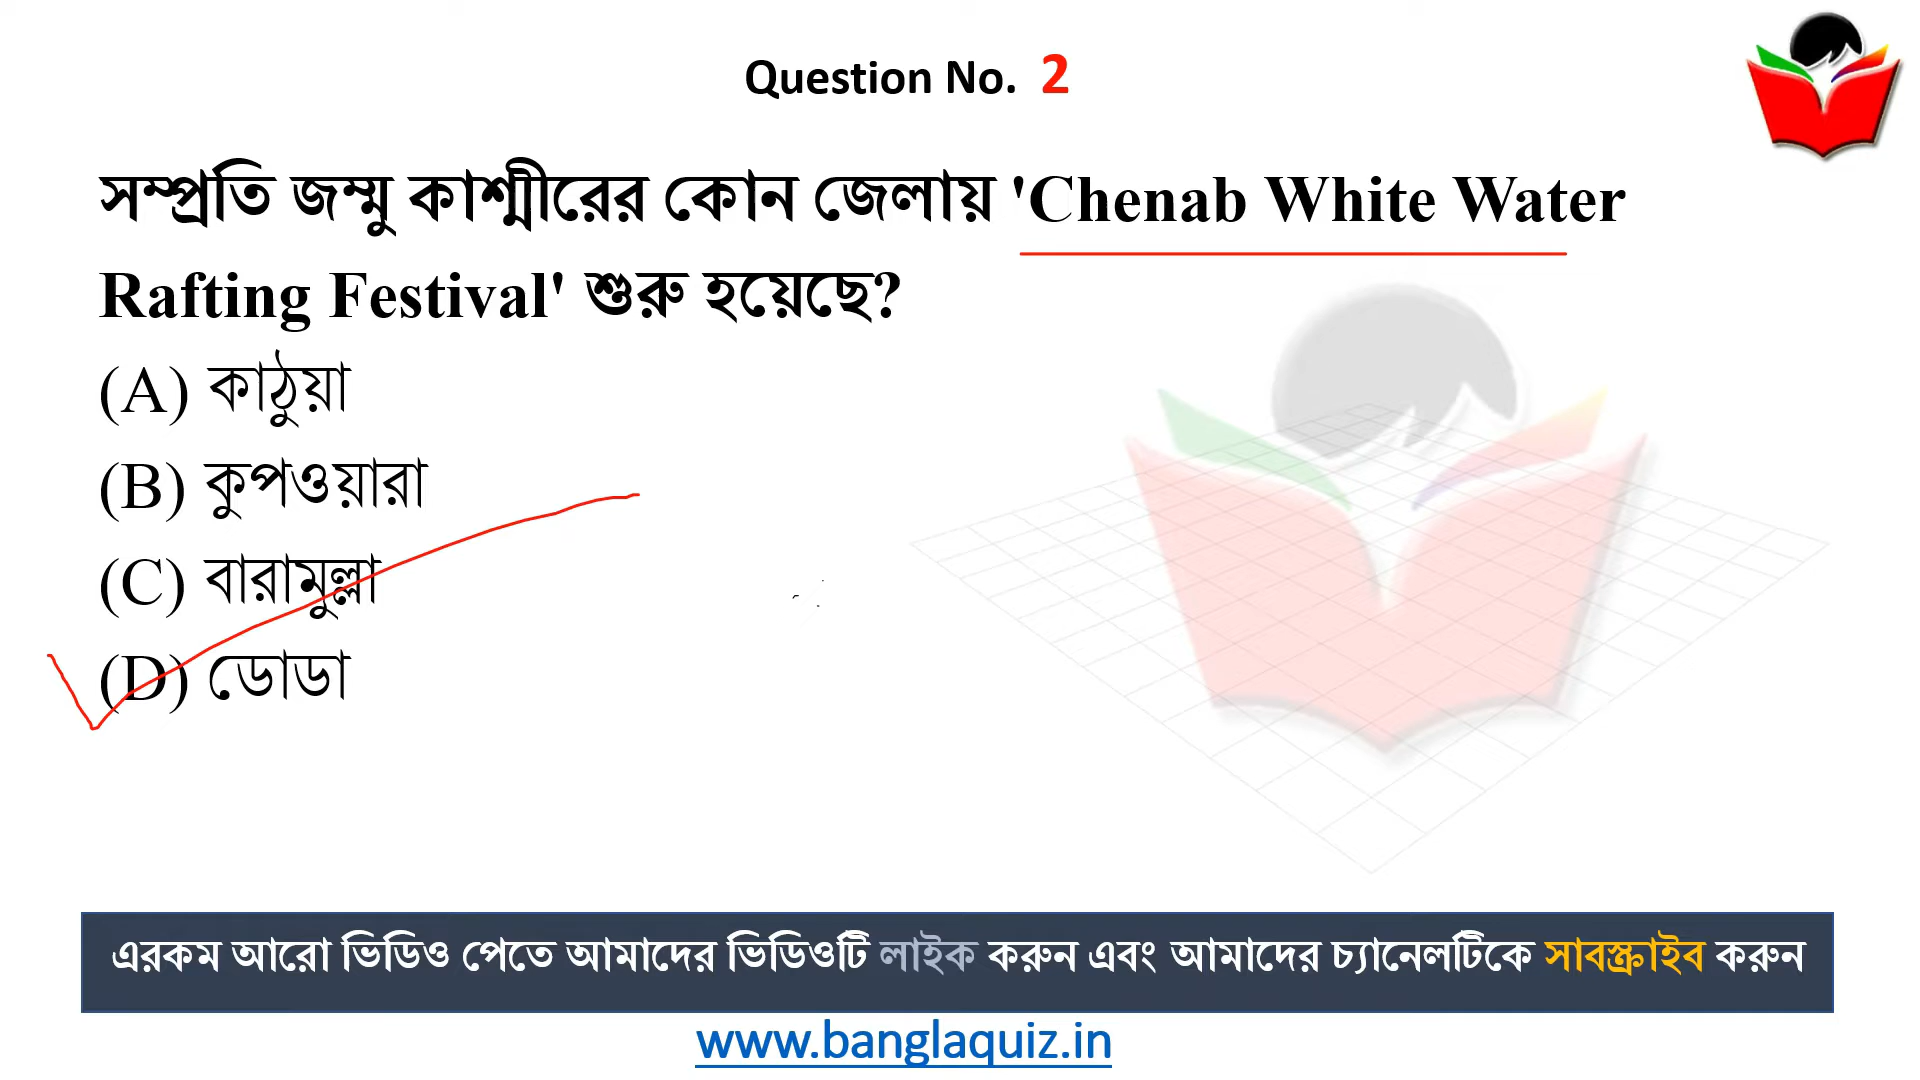 Question No. 2
সম্প্রতি জম্মু কাশ্মীরের কোন জেলায় 'Chenab White Water
Rafting Festival' শুরু হয়েছে?
(A) কাঠুয়া
(B) কুপওয়ারা
(C) বারামুল্লা
(D) ডোডা
এরকম আরো ভিডিও পেতে আমাদের ভিডিওটি লাইক করুন এবং আমাদের চ্যানেলটিকে সাবস্ক্রাইব করুন
www.banglaquiz.in